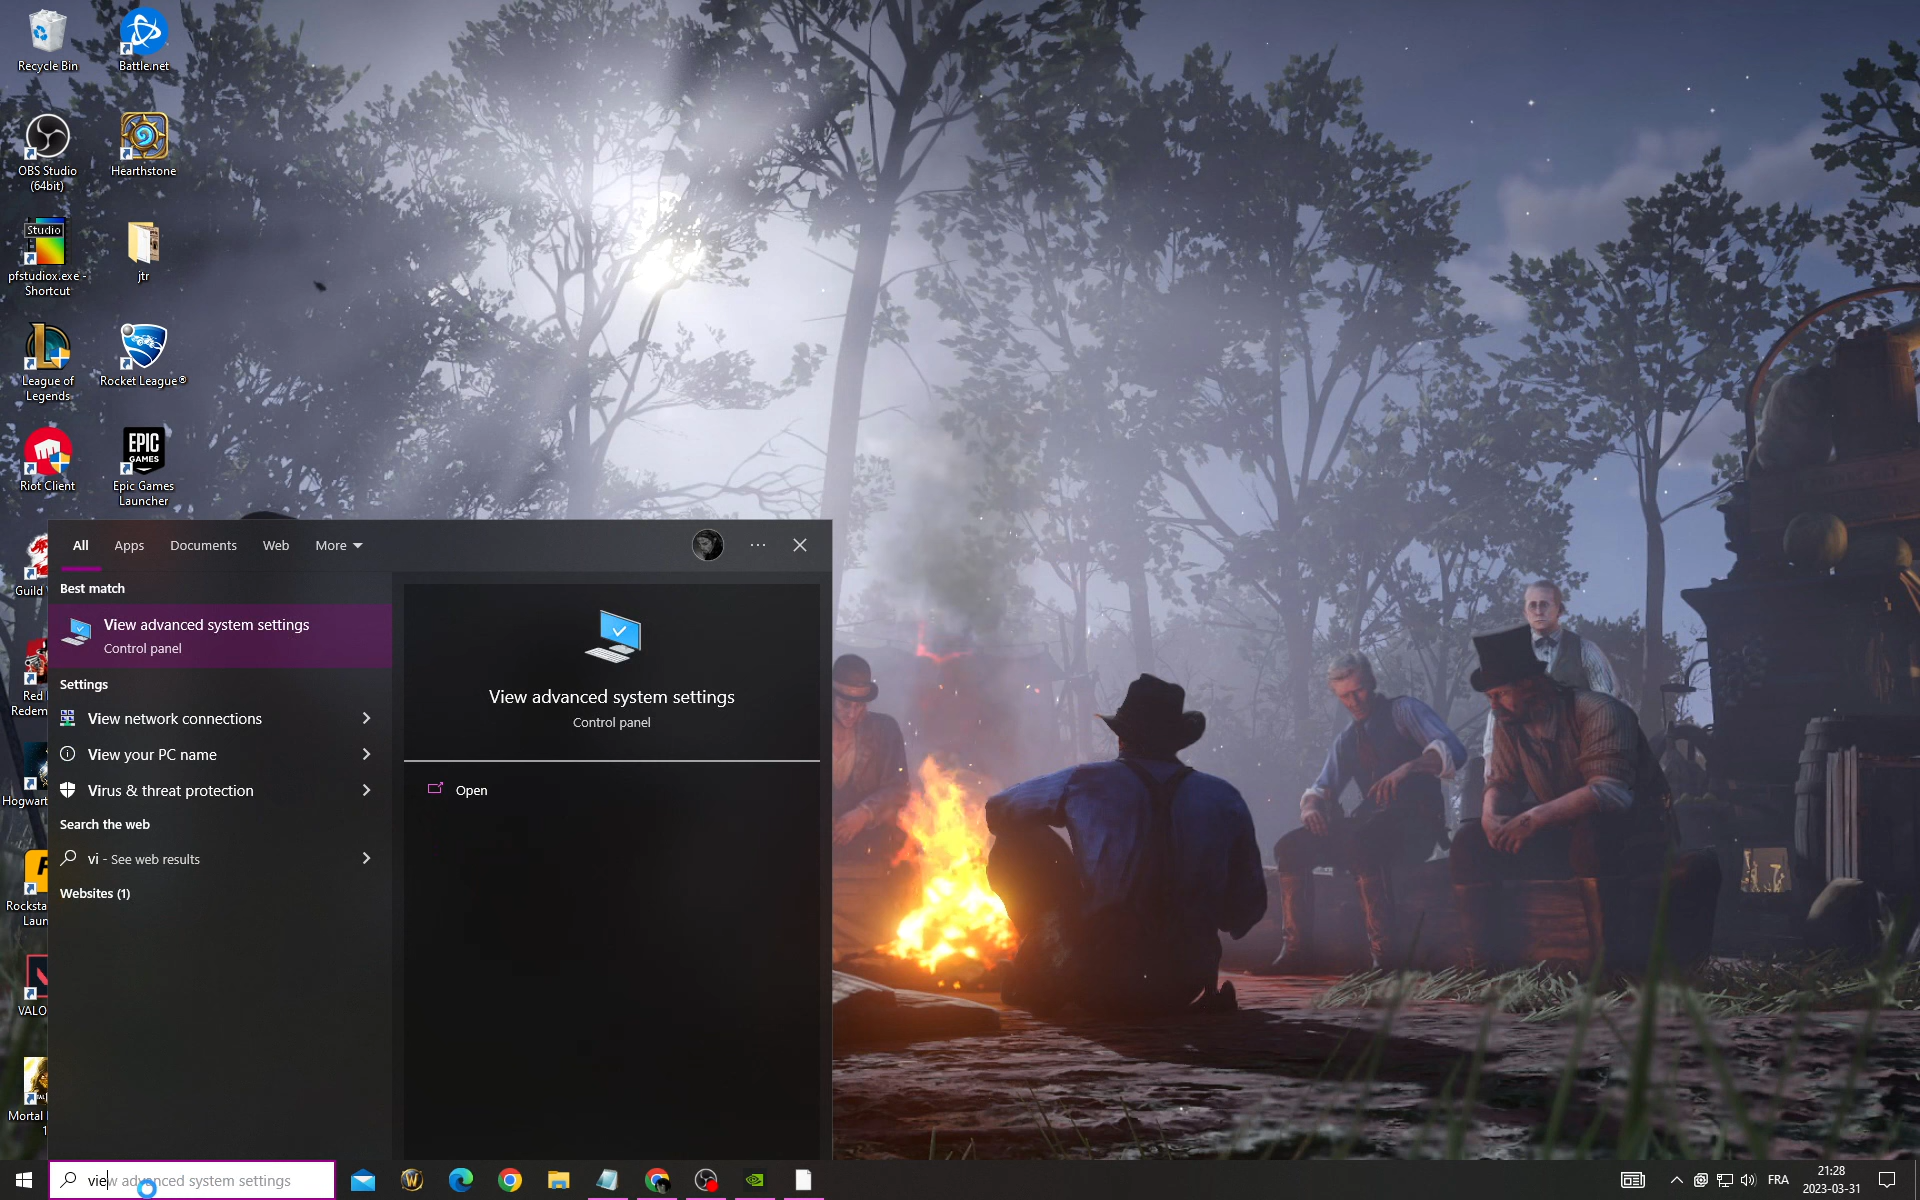 Recycle Bin
Battle.net
OBS Studio
(64bit)
Hearthstone
Studio
pfstudiox.exe -
Shortcut
jtr
League of
Legends
Rocket League®
EPIC
GAMES
Riot Client
Epic Games
Launcher
Guild
Red
Redem
Hogwart
Rocksta
Laun
VALO
Mortal
1
All
Apps
Documents
Web
More
Best match
View advanced system settings
Control panel
Settings
View network connections
View your PC name
Virus & threat protection
Search the web
vi - See web results
Websites (1)
View advanced system settings
Control panel
Open
view advanced system settings
FRA
21:28
2023-03-31